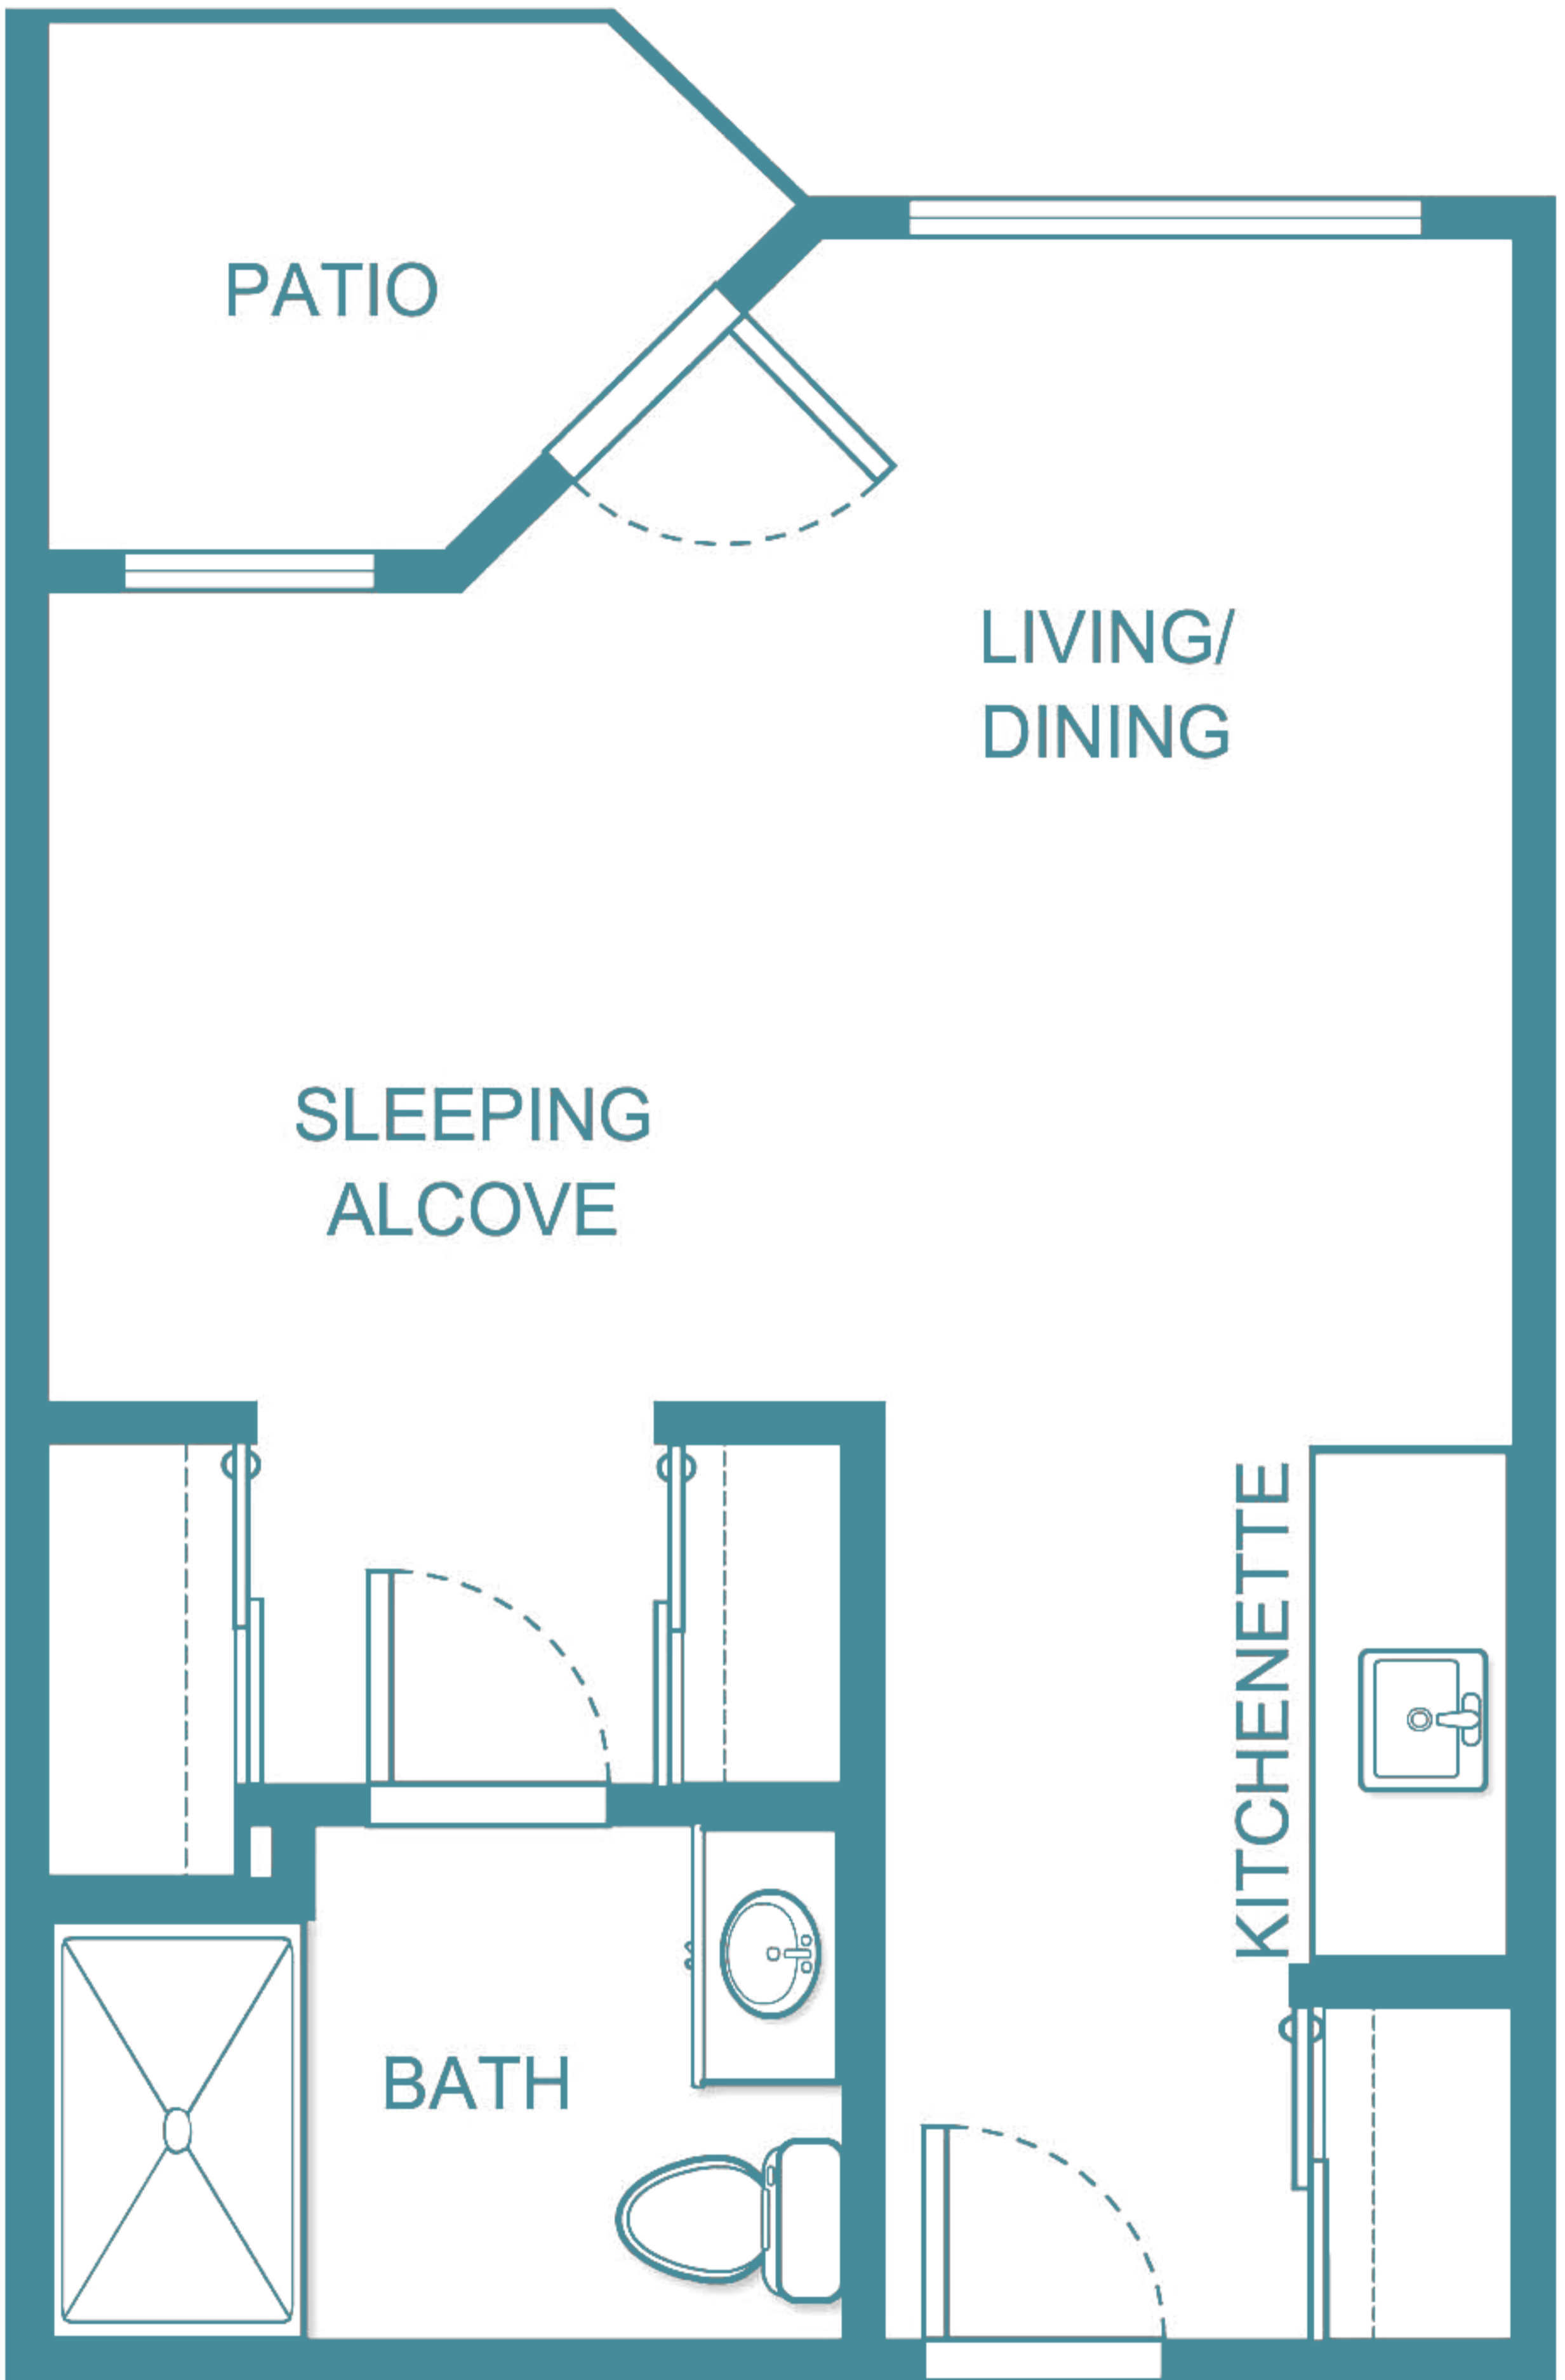 PATIO
LIVING/
DINING
SLEEPING
ALCOVE
KITCHENETTE
BATH